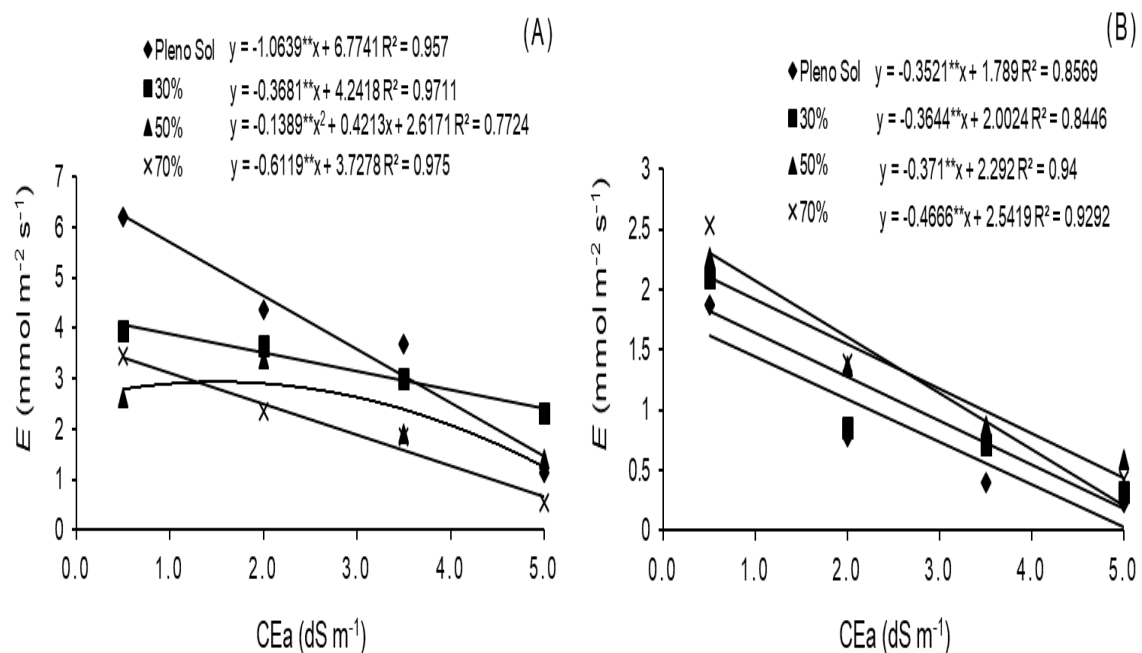 (A)
Pleno Sol y = -1.0639**x + 6.7741 R² = 0.957
30% y = -0.3681**x + 4.2418 R² = 0.9711
50% y = -0.1389**x² + 0.4213x + 2.6171 R² = 0.7724
70% y = -0.6119**x + 3.7278 R² = 0.975
7
6
5
4
3
2
1
0
E (mmol m⁻² s⁻¹)
0.0 1.0 2.0 3.0 4.0 5.0
CEa (dS m⁻¹)
(B)
Pleno Sol y = -0.3521**x + 1.789 R² = 0.8569
30% y = -0.3644**x + 2.0024 R² = 0.8446
50% y = -0.371**x + 2.292 R² = 0.94
70% y = -0.4666**x + 2.5419 R² = 0.9292
3
2.5
2
1.5
1
0.5
0
E (mmol m⁻² s⁻¹)
0.0 1.0 2.0 3.0 4.0 5.0
CEa (dS m⁻¹)